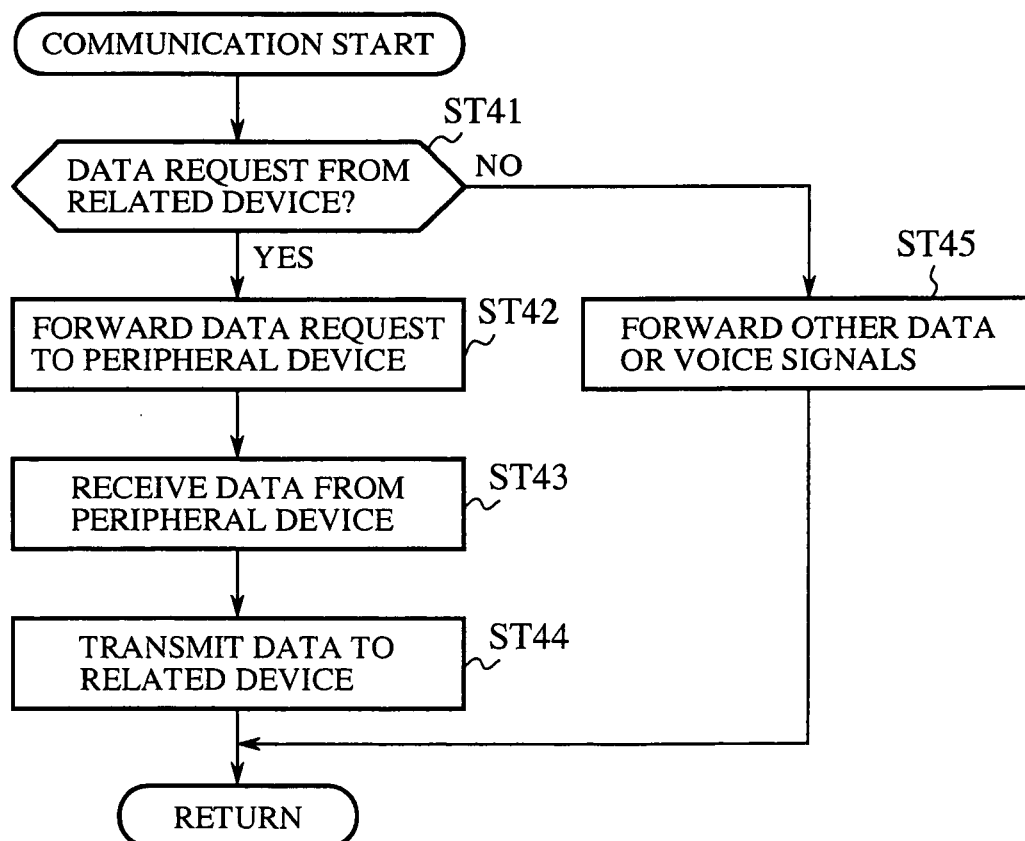 COMMUNICATION START
ST41
DATA REQUEST FROM
RELATED DEVICE?
NO
YES
ST42
FORWARD DATA REQUEST
TO PERIPHERAL DEVICE
ST45
FORWARD OTHER DATA
OR VOICE SIGNALS
ST43
RECEIVE DATA FROM
PERIPHERAL DEVICE
ST44
TRANSMIT DATA TO
RELATED DEVICE
RETURN